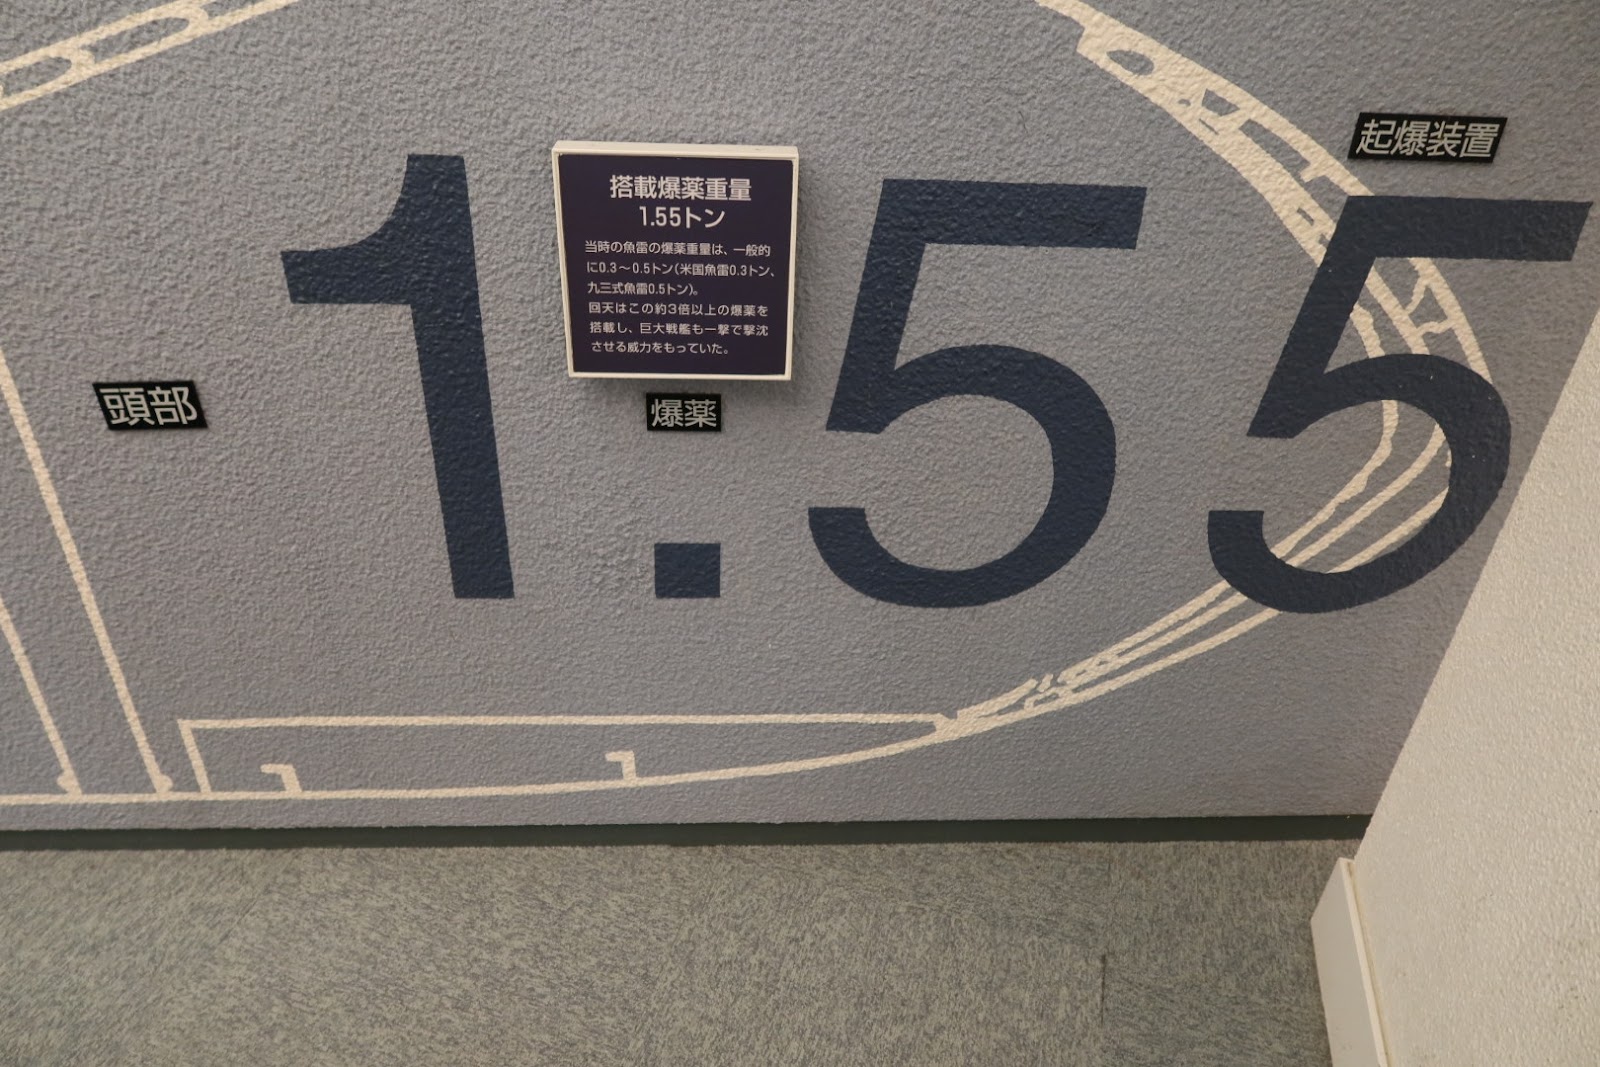 起爆装置
搭載爆薬重量
1.55トン
当時の魚雷の爆薬重量は、一般的
に0.3～0.5トン(米国魚雷0.3トン、
九三式魚雷0.5トン)。
回天はこの約3倍以上の爆薬を
搭載し、巨大戦艦も一撃で撃沈
させる威力をもっていた。
1.55
頭部
爆薬